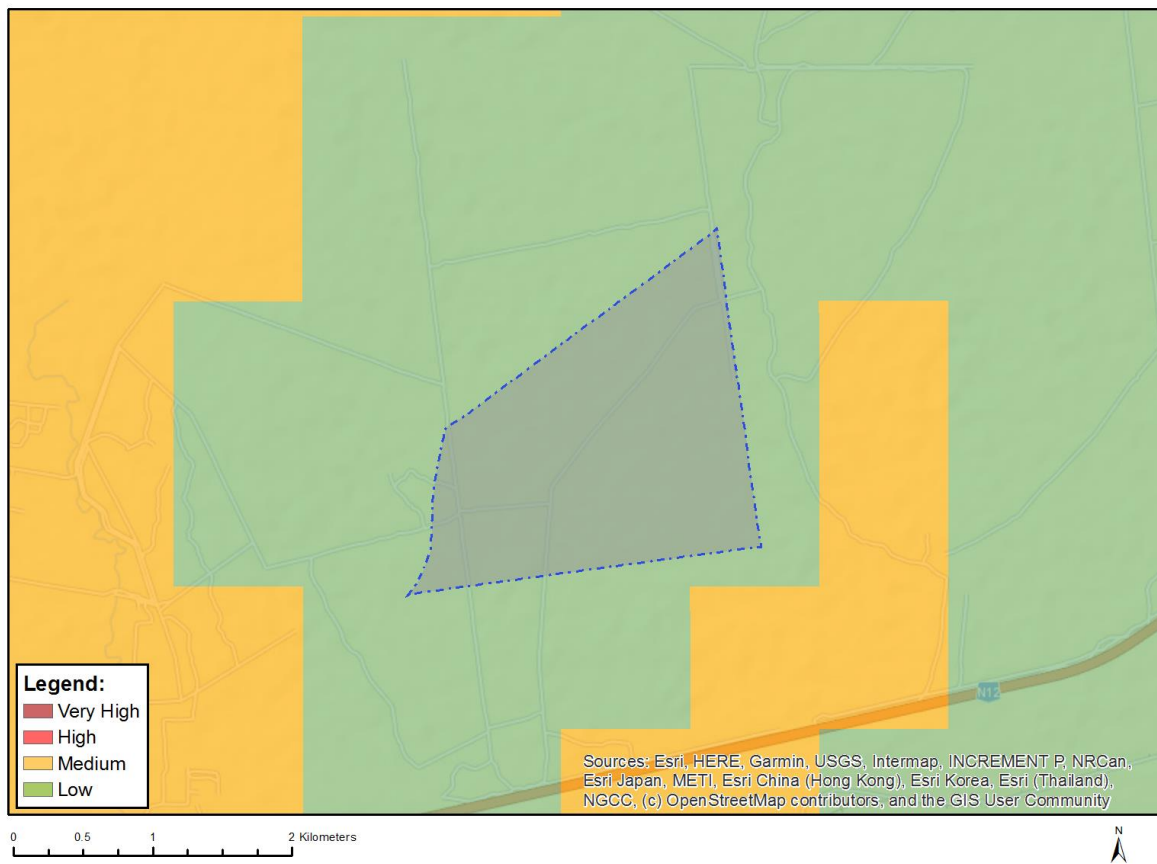 N12
Legend:
Very High
High
Medium
Low
Sources: Esri, HERE, Garmin, USGS, Intermap, INCREMENT P, NRCan,
Esri Japan, METI, Esri China (Hong Kong), Esri Korea, Esri (Thailand),
NGCC, (c) OpenStreetMap contributors, and the GIS User Community
0 0.5 1 2 Kilometers
N